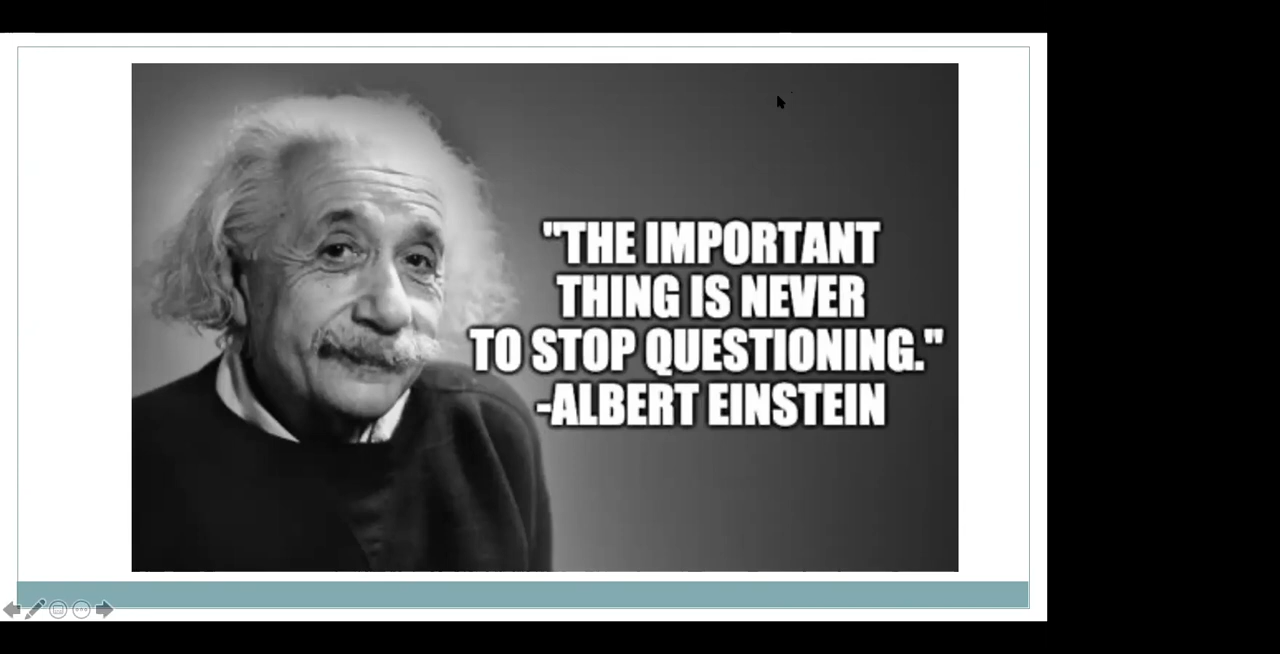 "THE IMPORTANT
THING IS NEVER
TO STOP QUESTIONING."
-ALBERT EINSTEIN